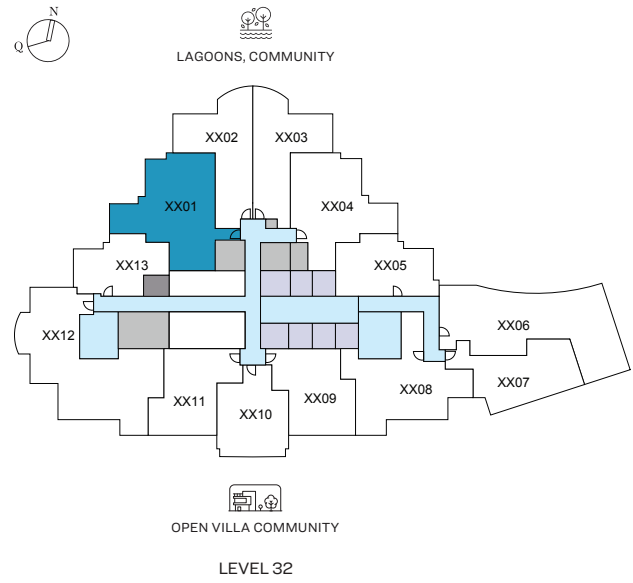 N
Q
LAGOONS, COMMUNITY
XX02
XX03
XX01
XX04
XX13
XX05
XX12
XX06
XX07
XX08
XX11
XX09
XX10
OPEN VILLA COMMUNITY
LEVEL 32